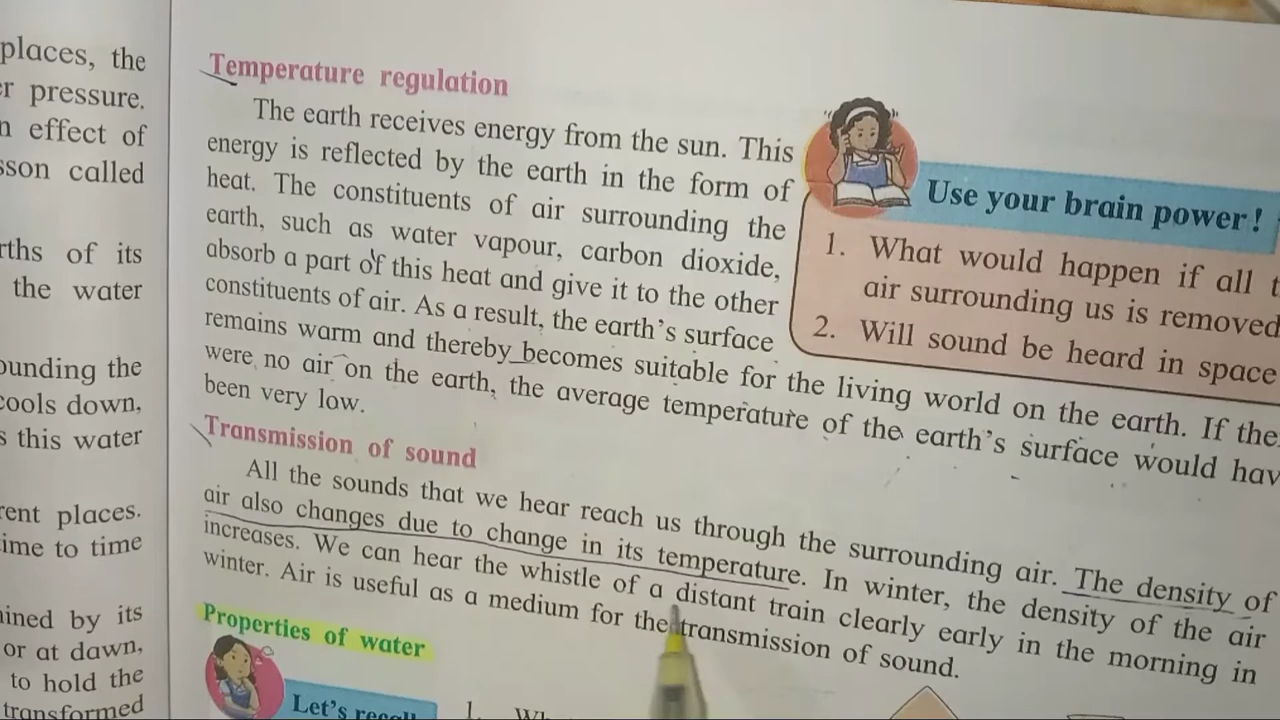 places, the
er pressure.
n effect of
sson called
rths of its
the water
ounding the
cools down,
s this water
rent places.
ime to time
ained by its
or at dawn,
to hold the
transformed
Temperature regulation
The earth receives energy from the sun. This
energy is reflected by the earth in the form of
heat. The constituents of air surrounding the
earth, such as water vapour, carbon dioxide,
absorb a part of this heat and give it to the other
constituents of air. As a result, the earth's surface
remains warm and thereby becomes suitable for the living world on the earth. If the
were no air on the earth, the average temperature of the earth's surface would hav
been very low.
Use your brain power!
1. What would happen if all t
air surrounding us is removed
2. Will sound be heard in space
Transmission of sound
All the sounds that we hear reach us through the surrounding air. The density of
air also changes due to change in its temperature. In winter, the density of the air
increases. We can hear the whistle of a distant train clearly early in the morning in
winter. Air is useful as a medium for the transmission of sound.
Properties of water
Let's recall
1. Wh